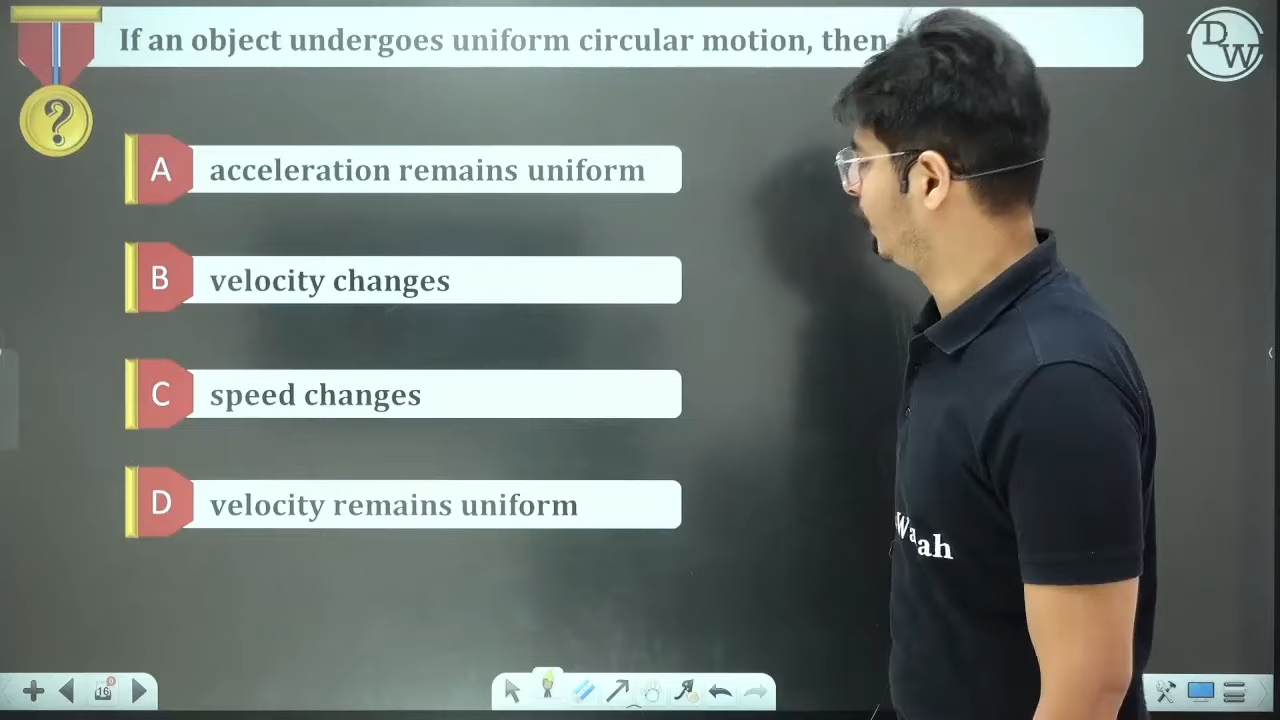 If an object undergoes uniform circular motion, then
A acceleration remains uniform
B velocity changes
C speed changes
D velocity remains uniform
DW
?
Waah
16